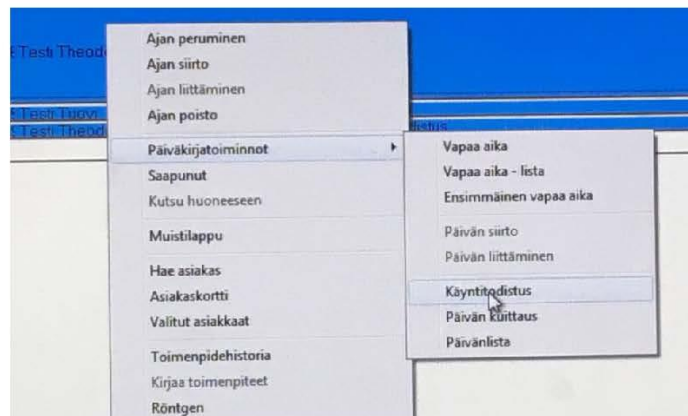 Testi Theod
Ajan peruminen
Ajan siirto
Ajan liittäminen
Ajan poisto
Testi Tuovi
Testi Theod
Päiväkirjatoiminnot
Saapunut
Kutsu huoneeseen
Muistilappu
Hae asiakas
Asiakaskortti
Valitut asiakkaat
Toimenpidehistoria
Kirjaa toimenpiteet
Röntgen
Vapaa aika
Vapaa aika - lista
Ensimmäinen vapaa aika
Päivän siirto
Päivän liittäminen
Käyntitodistus
Päivän kuittaus
Päivänlista